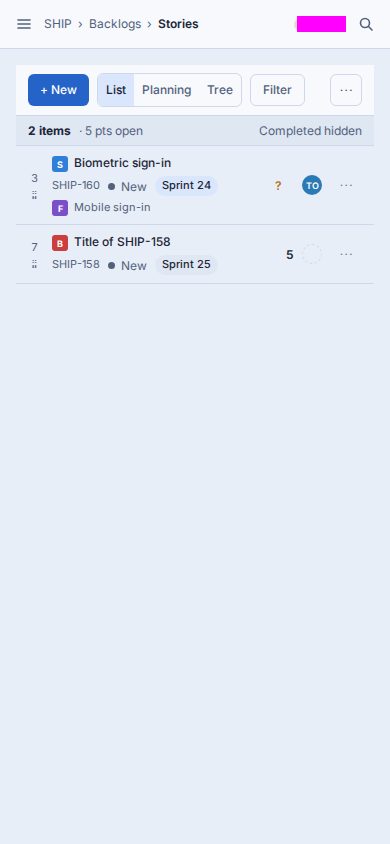 SHIP › Backlogs › Stories
+ New List Planning Tree Filter ···
2 items · 5 pts open Completed hidden
3 S Biometric sign-in
SHIP-160 New Sprint 24 ? TO ···
F Mobile sign-in
7 B Title of SHIP-158
SHIP-158 New Sprint 25 5 ···